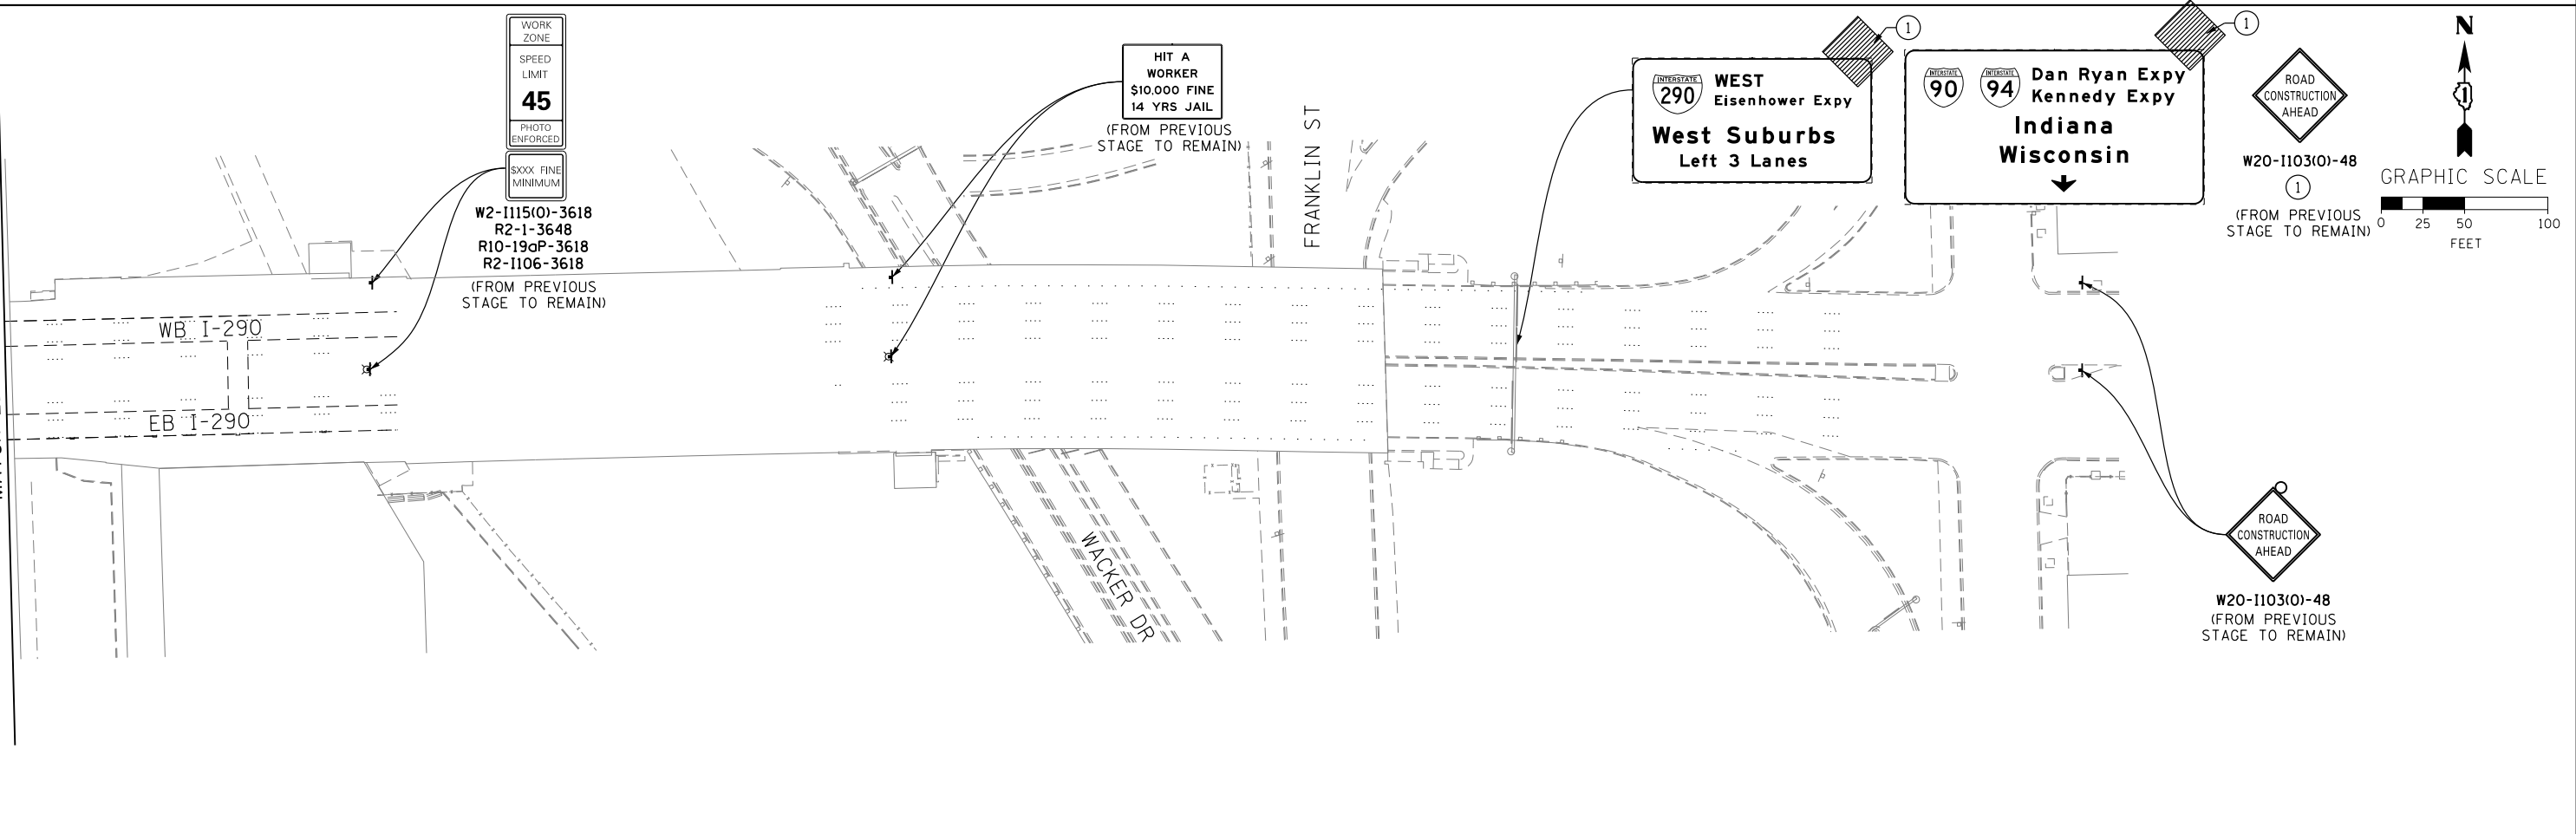 WORK
ZONE
SPEED
LIMIT
45
PHOTO
ENFORCED
$XXX FINE
MINIMUM
W2-I115(O)-3618
R2-1-3648
R10-19aP-3618
R2-I106-3618
(FROM PREVIOUS
STAGE TO REMAIN)
HIT A
WORKER
$10,000 FINE
14 YRS JAIL
(FROM PREVIOUS
STAGE TO REMAIN)
FRANKLIN ST
INTERSTATE
290
WEST
Eisenhower Expy
West Suburbs
Left 3 Lanes
1
INTERSTATE
90
INTERSTATE
94
Dan Ryan Expy
Kennedy Expy
Indiana
Wisconsin
1
ROAD
CONSTRUCTION
AHEAD
W20-I103(O)-48
1
(FROM PREVIOUS
STAGE TO REMAIN)
N
GRAPHIC SCALE
0 25 50 100
FEET
WB I-290
EB I-290
WACKER DR
ROAD
CONSTRUCTION
AHEAD
W20-I103(O)-48
(FROM PREVIOUS
STAGE TO REMAIN)